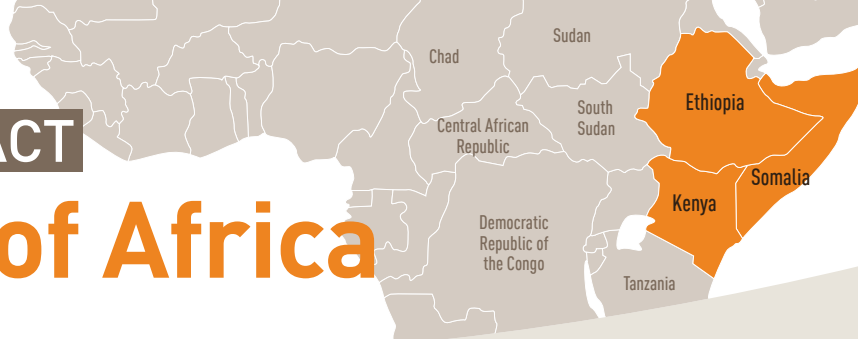 ACT
of Africa
Chad
Sudan
Ethiopia
South
Sudan
Central African
Republic
Somalia
Kenya
Democratic
Republic of
the Congo
Tanzania